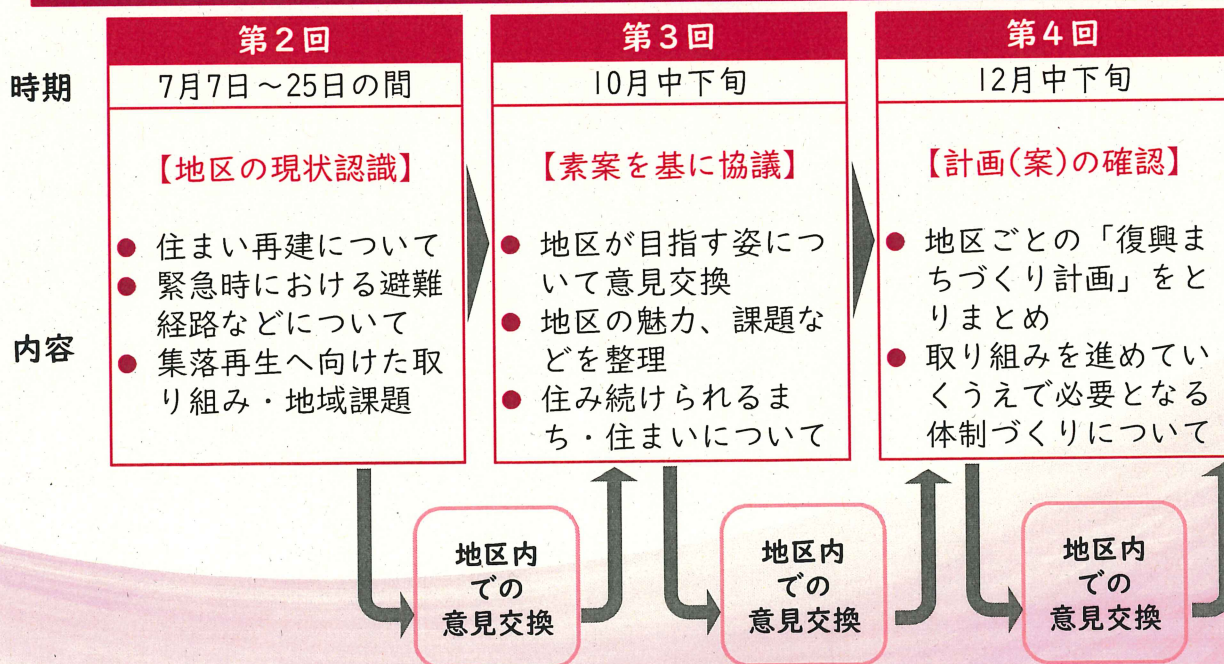 第2回
第3回
第4回
時期
7月7日～25日の間
10月中下旬
12月中下旬
内容
【地区の現状認識】
● 住まい再建について
● 緊急時における避難
経路などについて
● 集落再生へ向けた取
り組み・地域課題
【素案を基に協議】
● 地区が目指す姿につ
いて意見交換
● 地区の魅力、課題な
どを整理
● 住み続けられるま
ち・住まいについて
【計画(案)の確認】
● 地区ごとの「復興ま
ちづくり計画」をと
りまとめ
● 取り組みを進めてい
くうえで必要となる
体制づくりについて
地区内
での
意見交換
地区内
での
意見交換
地区内
での
意見交換